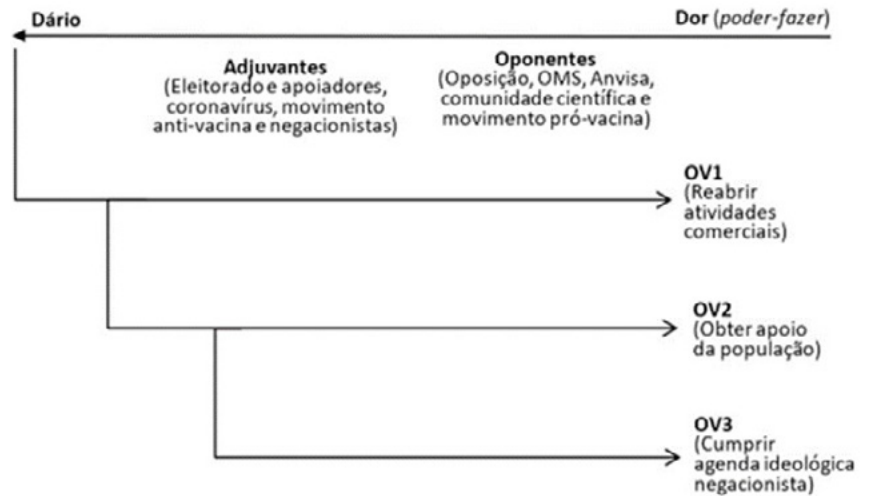 Dário
Dor (poder-fazer)
Adjuvantes
(Eleitorado e apoiadores,
coronavírus, movimento
anti-vacina e negacionistas)
Oponentes
(Oposição, OMS, Anvisa,
comunidade científica e
movimento pró-vacina)
OV1
(Reabrir
atividades
comerciais)
OV2
(Obter apoio
da população)
OV3
(Cumprir
agenda ideológica
negacionista)